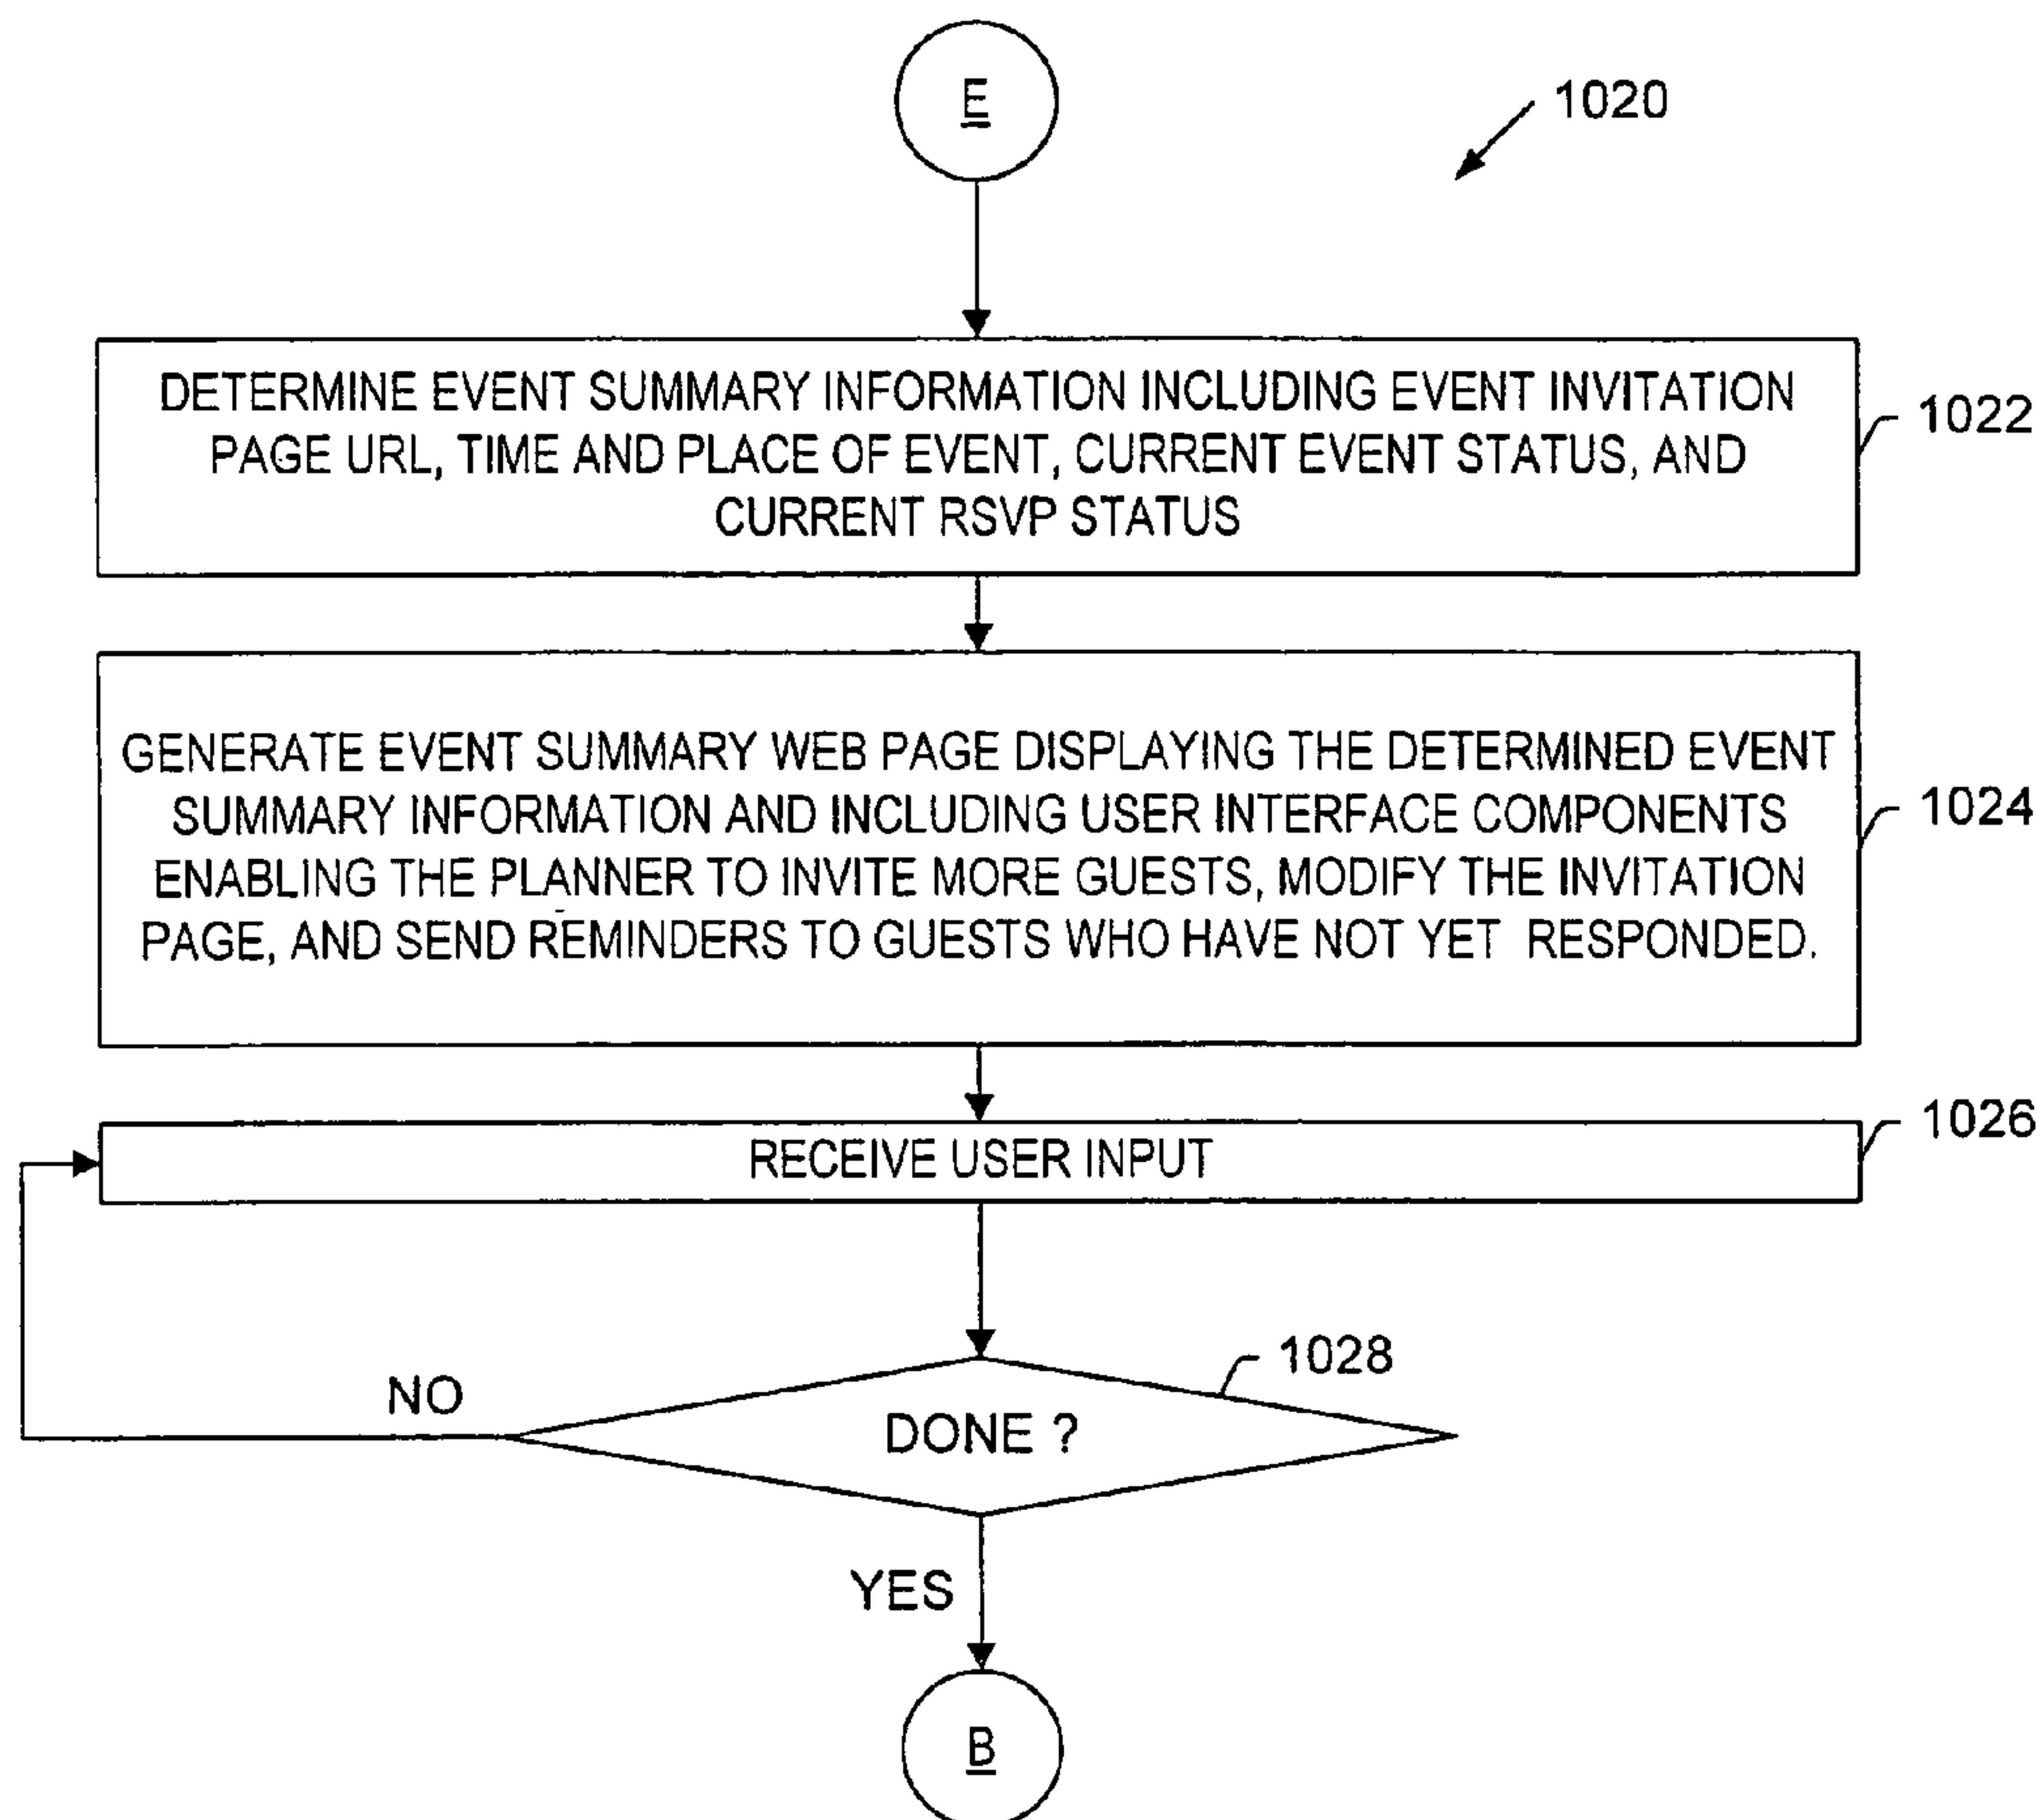 E
1020
DETERMINE EVENT SUMMARY INFORMATION INCLUDING EVENT INVITATION
PAGE URL, TIME AND PLACE OF EVENT, CURRENT EVENT STATUS, AND
CURRENT RSVP STATUS
1022
GENERATE EVENT SUMMARY WEB PAGE DISPLAYING THE DETERMINED EVENT
SUMMARY INFORMATION AND INCLUDING USER INTERFACE COMPONENTS
ENABLING THE PLANNER TO INVITE MORE GUESTS, MODIFY THE INVITATION
PAGE, AND SEND REMINDERS TO GUESTS WHO HAVE NOT YET RESPONDED.
1024
RECEIVE USER INPUT
1026
1028
NO
DONE ?
YES
B